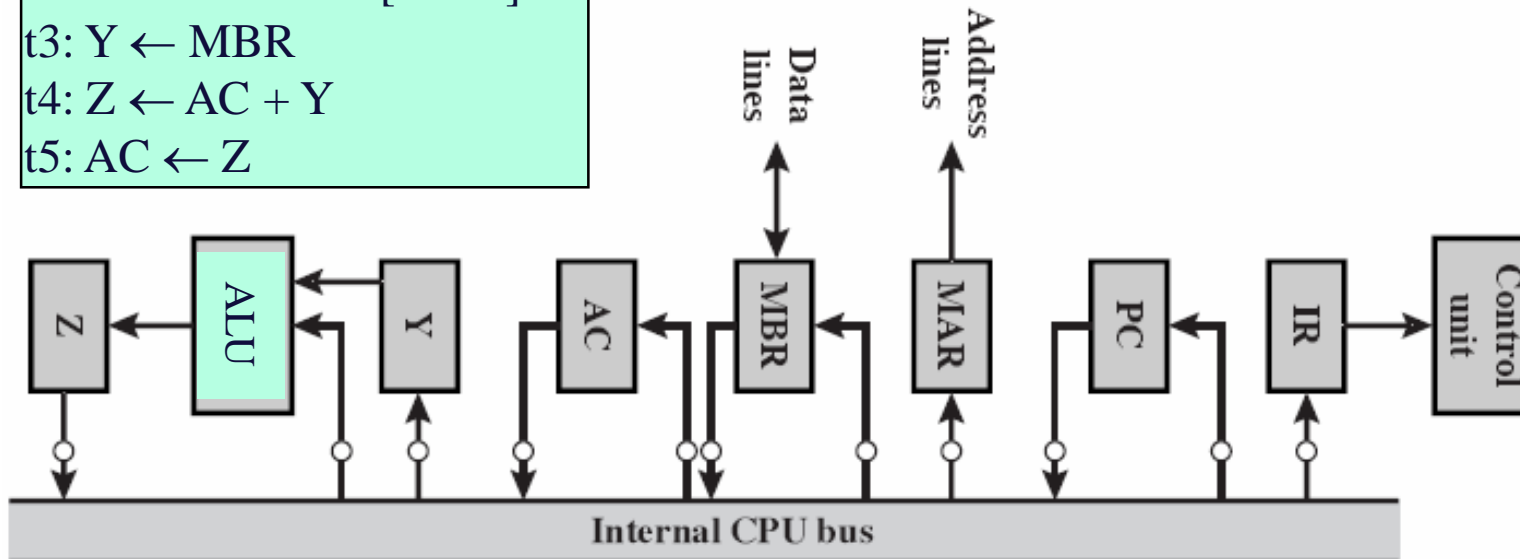 t3: Y ← MBR
t4: Z ← AC + Y
t5: AC ← Z
Data
lines
Address
lines
Z
ALU
Y
AC
MBR
MAR
PC
IR
Control
unit
Internal CPU bus